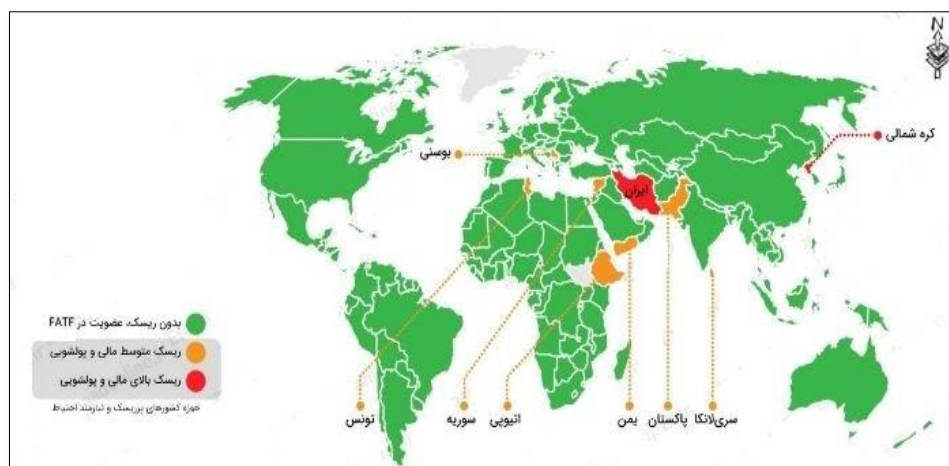 N
کره شمالی
بوسنی
ایران
بدون ریسک، عضویت در FATF
ریسک متوسط مالی و پولشویی
ریسک بالای مالی و پولشویی
حوزه کشورهای پرریسک و نیازمند احتیاط
تونس
سوریه
اتیوپی
یمن
پاکستان
سری‌لانکا